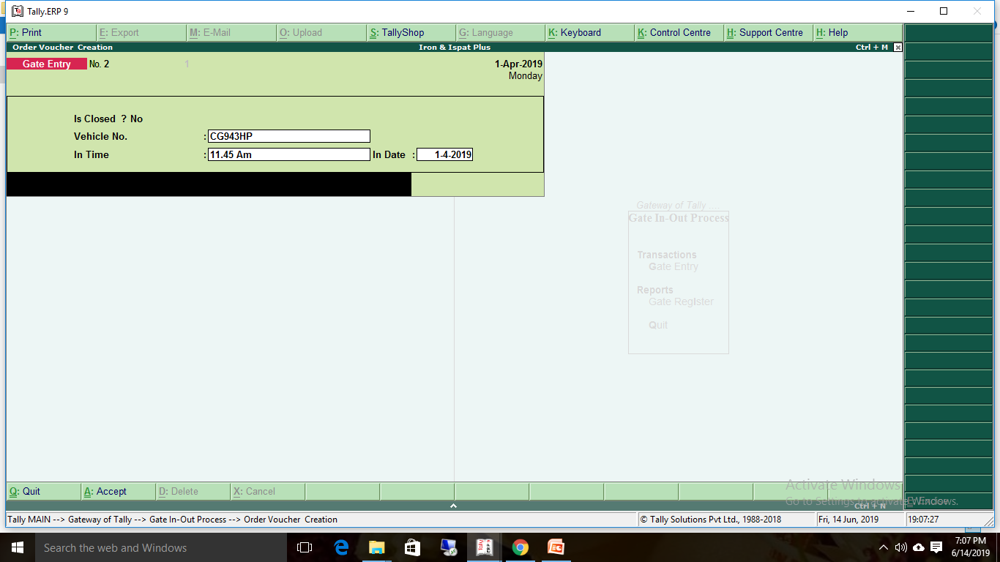 Tally.ERP 9
P: Print E: Export M: E-Mail O: Upload S: TallyShop G: Language K: Keyboard K: Control Centre H: Support Centre H: Help
Order Voucher Creation Iron & Ispat Plus Ctrl + M
Gate Entry No. 2 1 1-Apr-2019
Monday
Is Closed ? No
Vehicle No. : CG943HP
In Time : 11.45 Am In Date : 1-4-2019
Gateway of Tally ....
Gate In-Out Process
Transactions
Gate Entry
Reports
Gate RegIster
Quit
Q: Quit A: Accept D: Delete X: Cancel
Activate Windows
Go to Settings to activate Windows.
Ctrl + N
Tally MAIN --> Gateway of Tally --> Gate In-Out Process --> Order Voucher Creation © Tally Solutions Pvt Ltd., 1988-2018 Fri, 14 Jun, 2019 19:07:27
Search the web and Windows
7:07 PM
6/14/2019